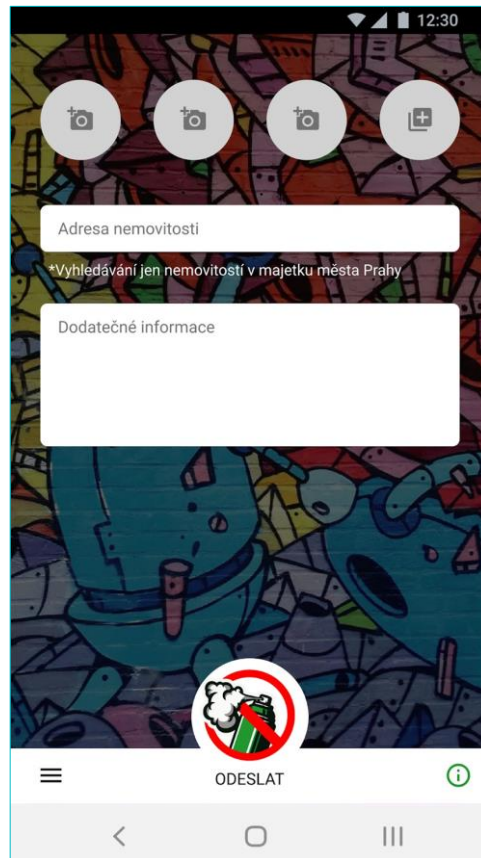 12:30
Adresa nemovitosti
*Vyhledávání jen nemovitostí v majetku města Prahy
Dodatečné informace
ODESLAT